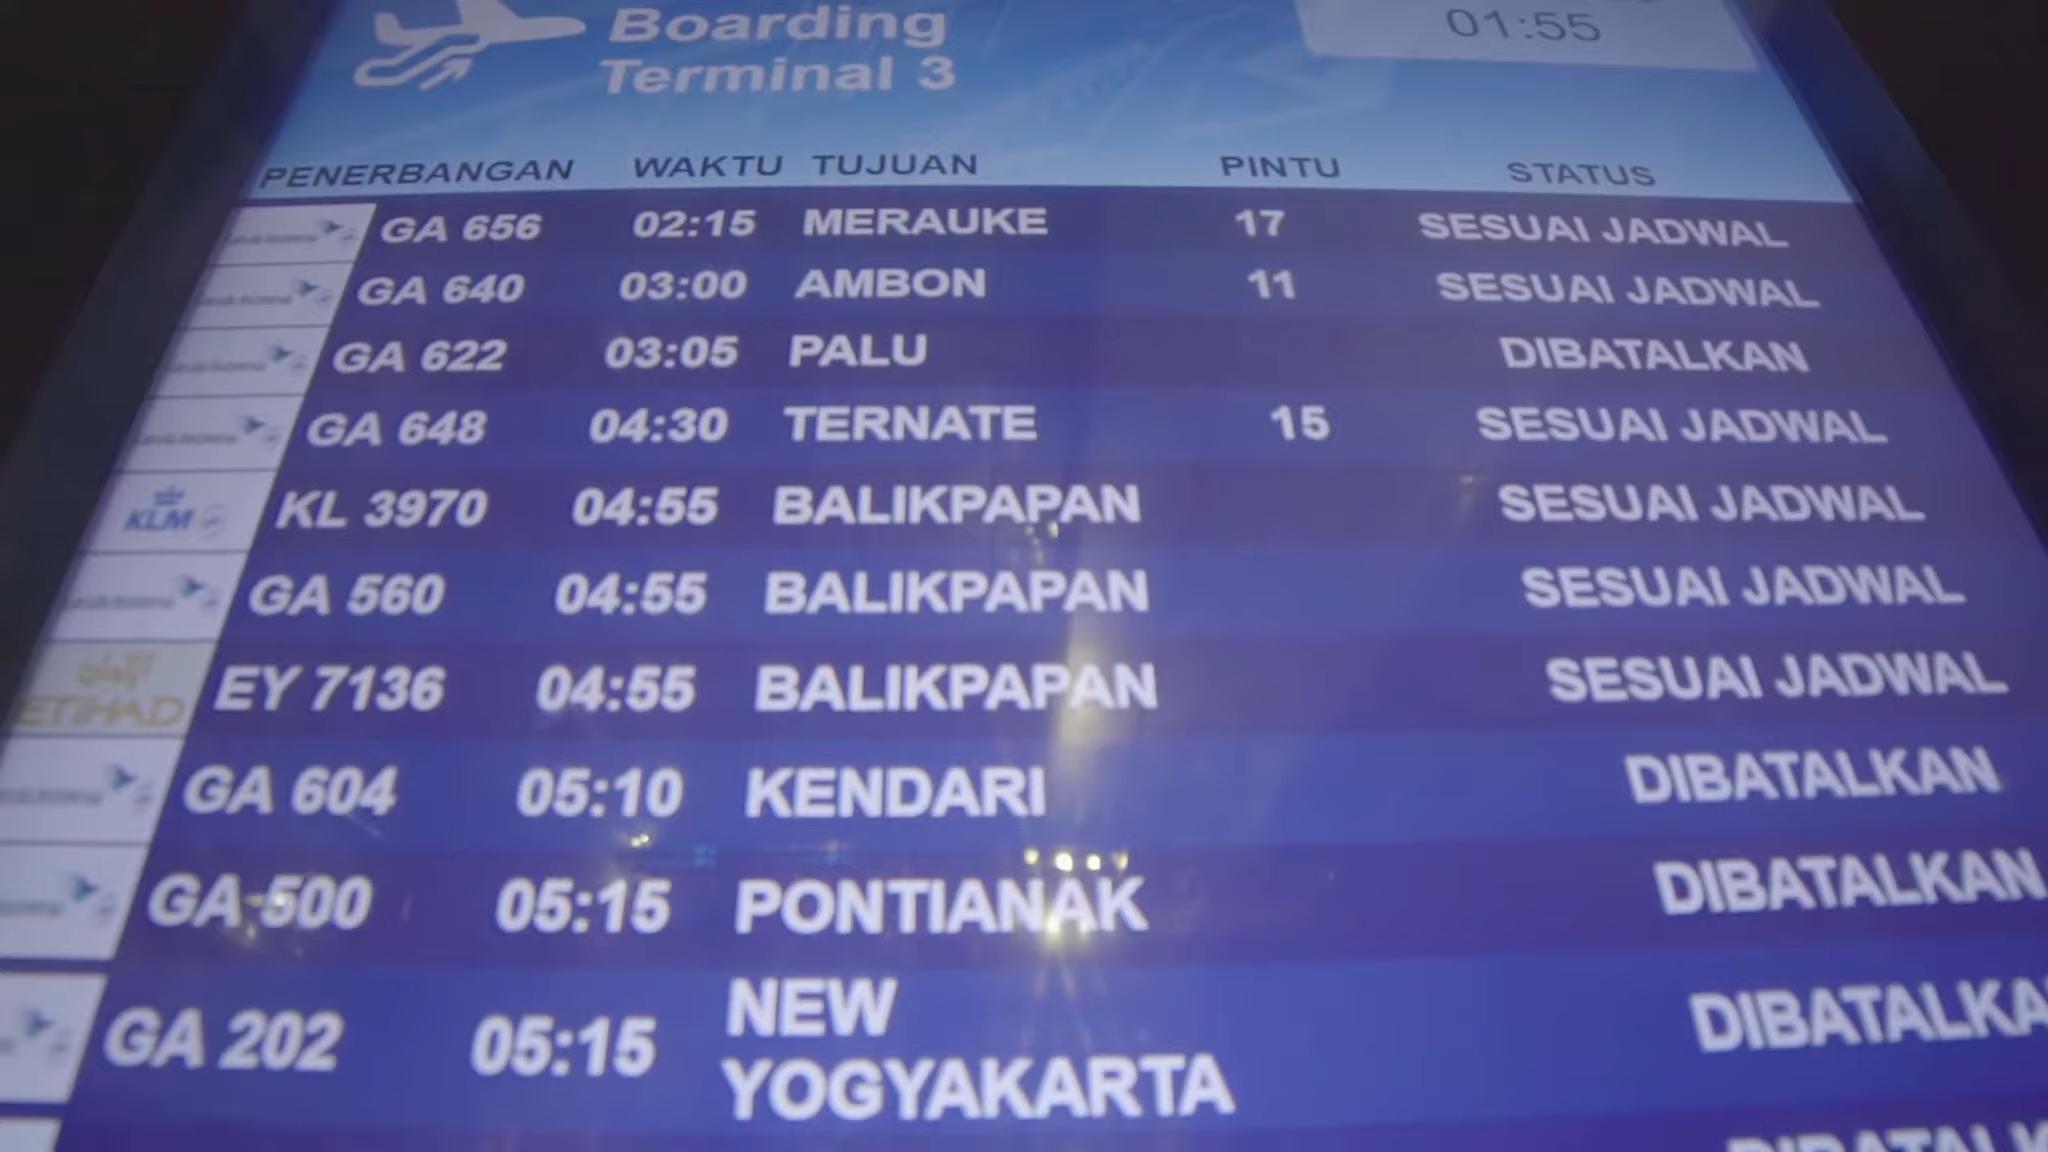 Boarding
Terminal 3
01:55
PENERBANGAN WAKTU TUJUAN PINTU STATUS
GA 656 02:15 MERAUKE 17 SESUAI JADWAL
GA 640 03:00 AMBON 11 SESUAI JADWAL
GA 622 03:05 PALU DIBATALKAN
GA 648 04:30 TERNATE 15 SESUAI JADWAL
KLM KL 3970 04:55 BALIKPAPAN SESUAI JADWAL
GA 560 04:55 BALIKPAPAN SESUAI JADWAL
ETIHAD EY 7136 04:55 BALIKPAPAN SESUAI JADWAL
GA 604 05:10 KENDARI DIBATALKAN
GA 500 05:15 PONTIANAK DIBATALKAN
GA 202 05:15 NEW YOGYAKARTA DIBATALKA